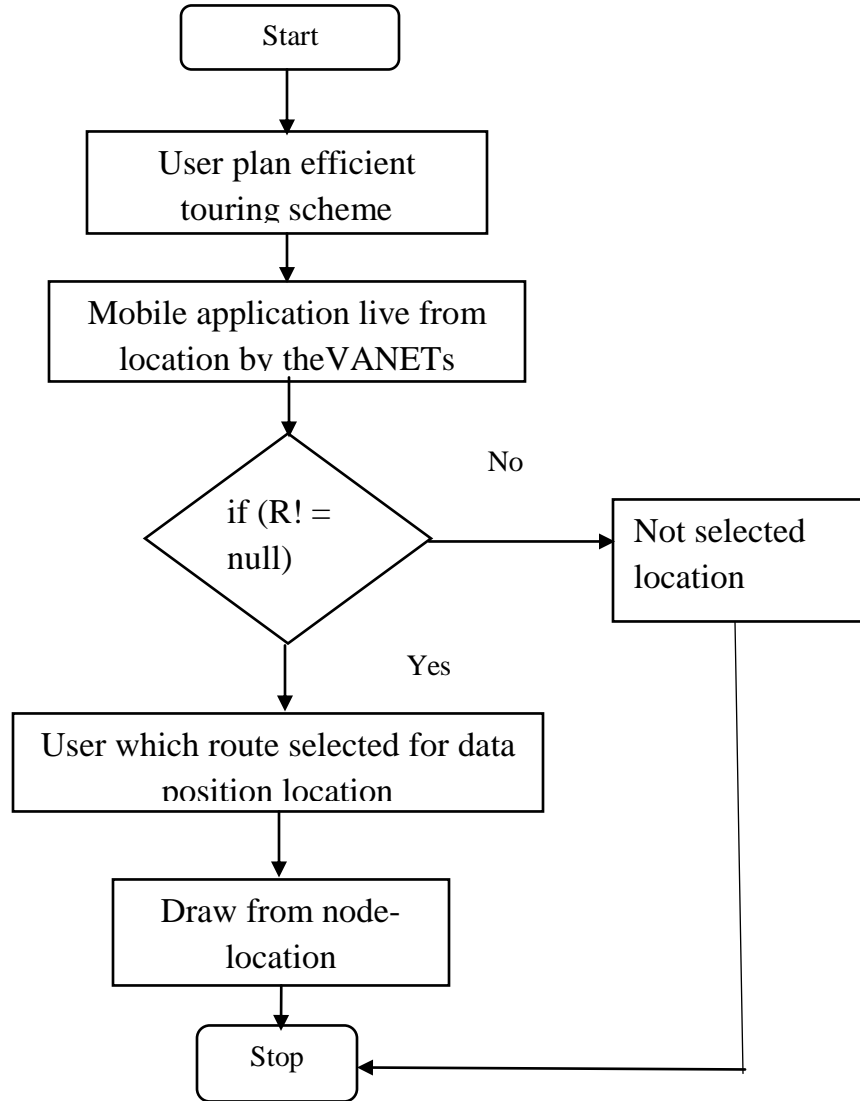 Start
User plan efficient
touring scheme
Mobile application live from
location by theVANETs
No
if (R! =
null)
Not selected
location
Yes
User which route selected for data
position location
Draw from node-
location
Stop